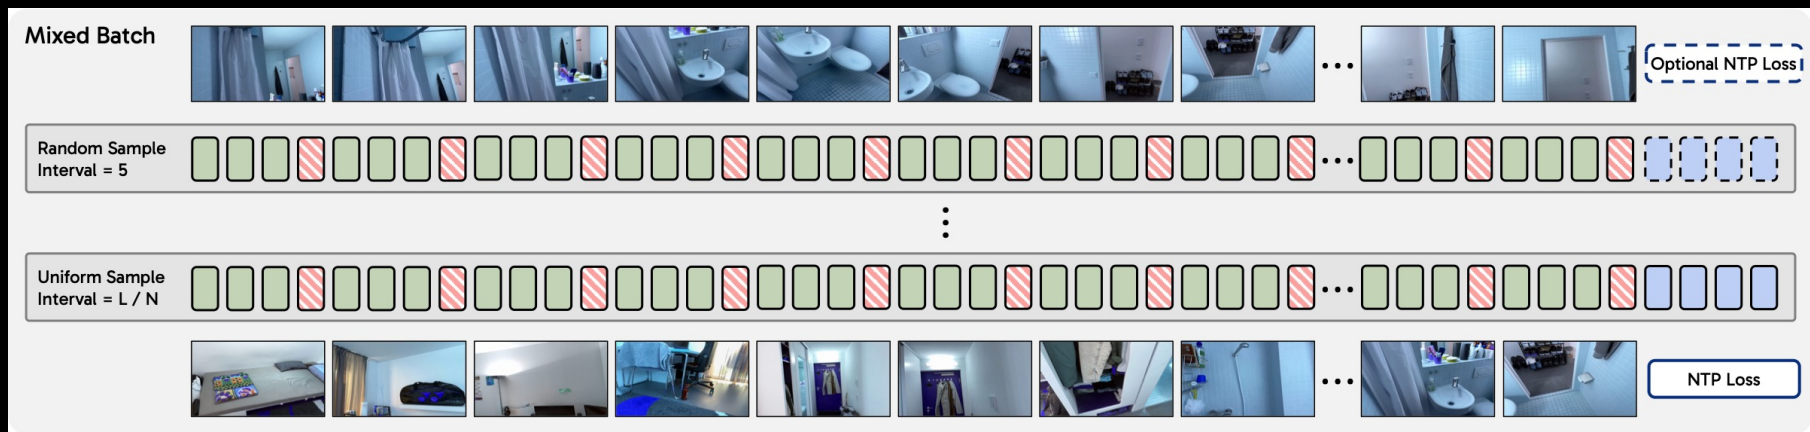 Mixed Batch
Optional NTP Loss
Random Sample
Interval = 5
Uniform Sample
Interval = L / N
NTP Loss